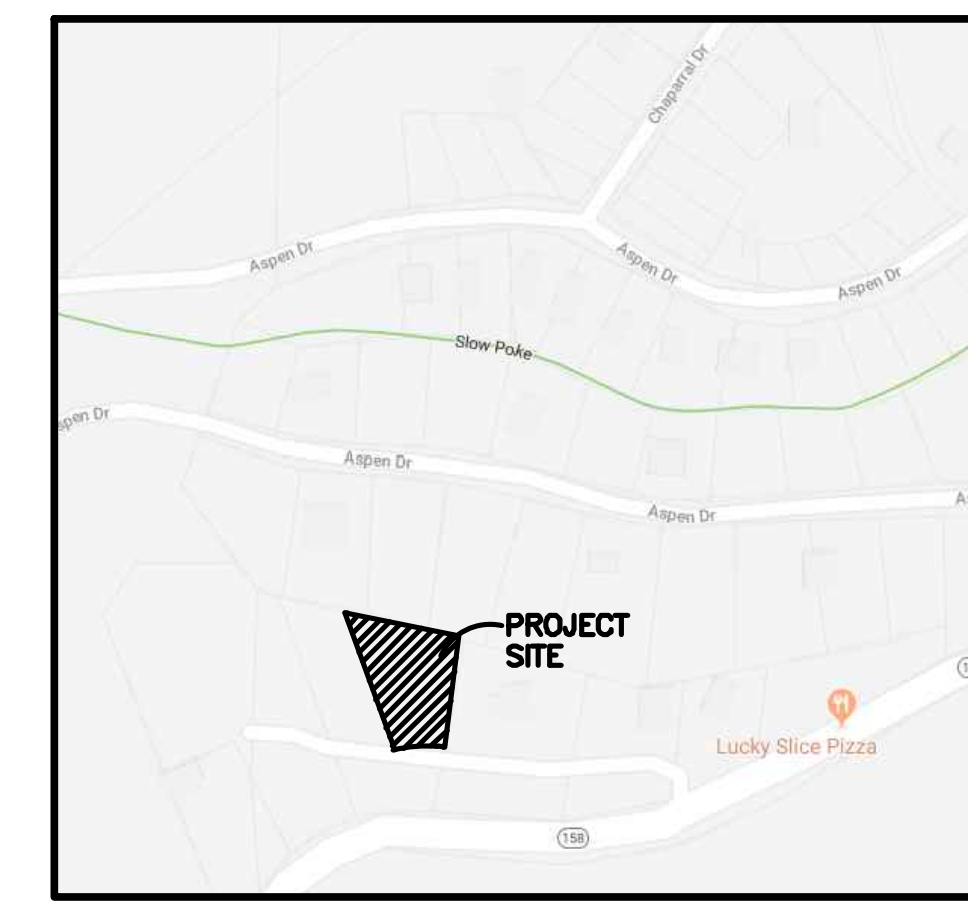 Chaparral Dr
Aspen Dr
Aspen Dr
Aspen Dr
Slow Poke
spen Dr
Aspen Dr
Aspen Dr
A
PROJECT
SITE
1
Lucky Slice Pizza
158